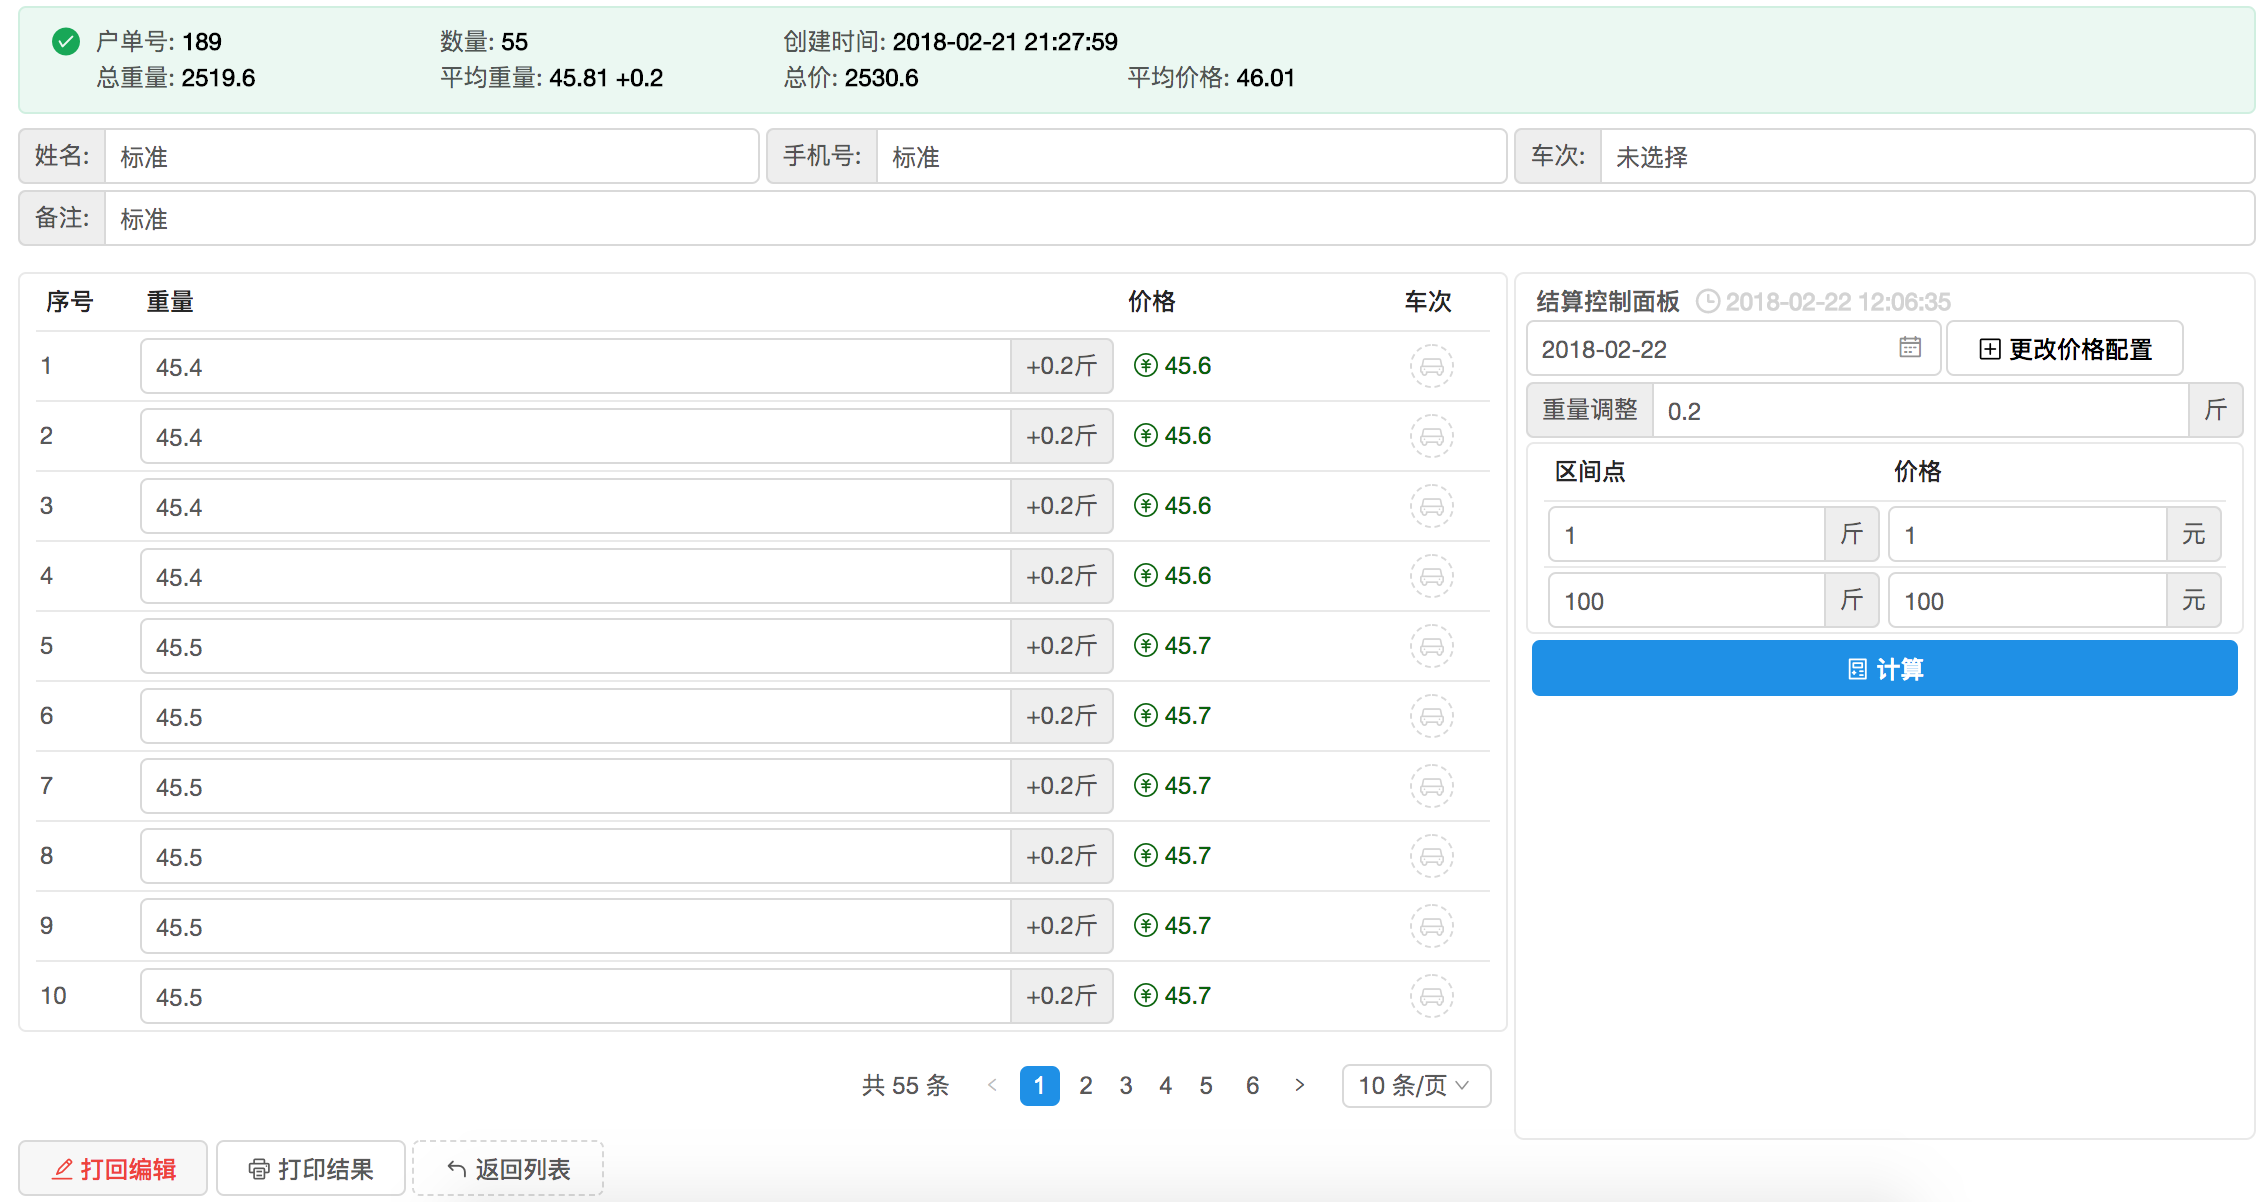 户单号: 189 数量: 55 创建时间: 2018-02-21 21:27:59
总重量: 2519.6 平均重量: 45.81 +0.2 总价: 2530.6 平均价格: 46.01
姓名: 标准 手机号: 标准 车次: 未选择
备注: 标准
序号 重量 价格 车次
1 45.4 +0.2斤 45.6
2 45.4 +0.2斤 45.6
3 45.4 +0.2斤 45.6
4 45.4 +0.2斤 45.6
5 45.5 +0.2斤 45.7
6 45.5 +0.2斤 45.7
7 45.5 +0.2斤 45.7
8 45.5 +0.2斤 45.7
9 45.5 +0.2斤 45.7
10 45.5 +0.2斤 45.7
共 55 条 < 1 2 3 4 5 6 > 10 条/页
结算控制面板 2018-02-22 12:06:35
2018-02-22 更改价格配置
重量调整 0.2 斤
区间点 价格
1 斤 1 元
100 斤 100 元
计算
打回编辑 打印结果 返回列表